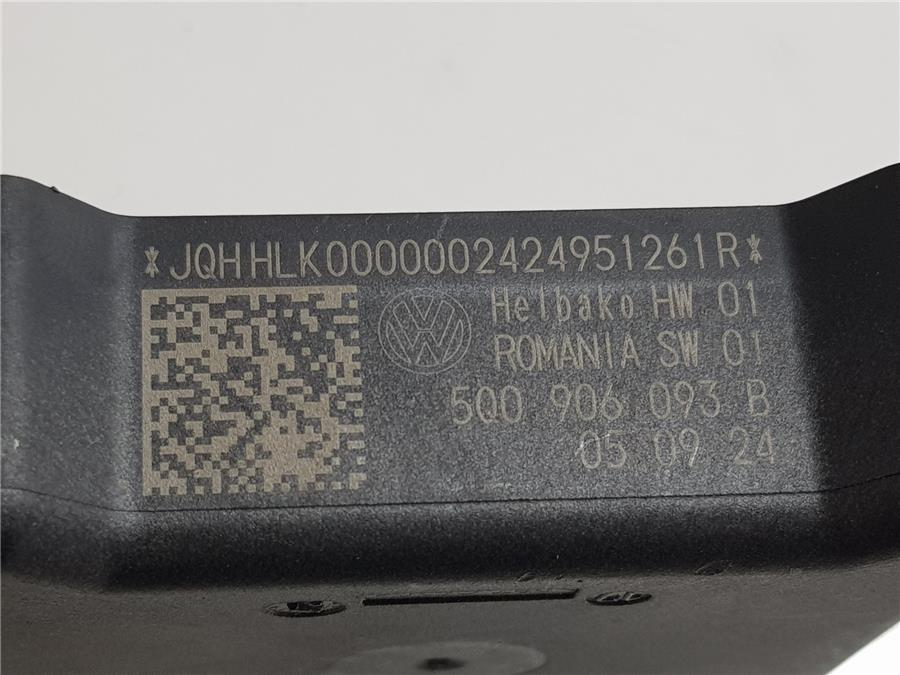 *JQHHLK0000002424951261R*
Helbako HW 01
ROMANIA SW 01
5Q0 906 093 B
05 09 24